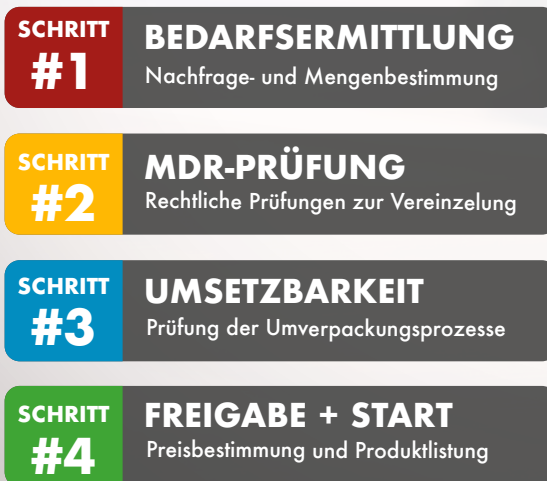 SCHRITT
#1
BEDARFSERMITTLUNG
Nachfrage- und Mengenbestimmung
SCHRITT
#2
MDR-PRÜFUNG
Rechtliche Prüfungen zur Vereinzelung
SCHRITT
#3
UMSETZBARKEIT
Prüfung der Umverpackungsprozesse
SCHRITT
#4
FREIGABE + START
Preisbestimmung und Produktlistung